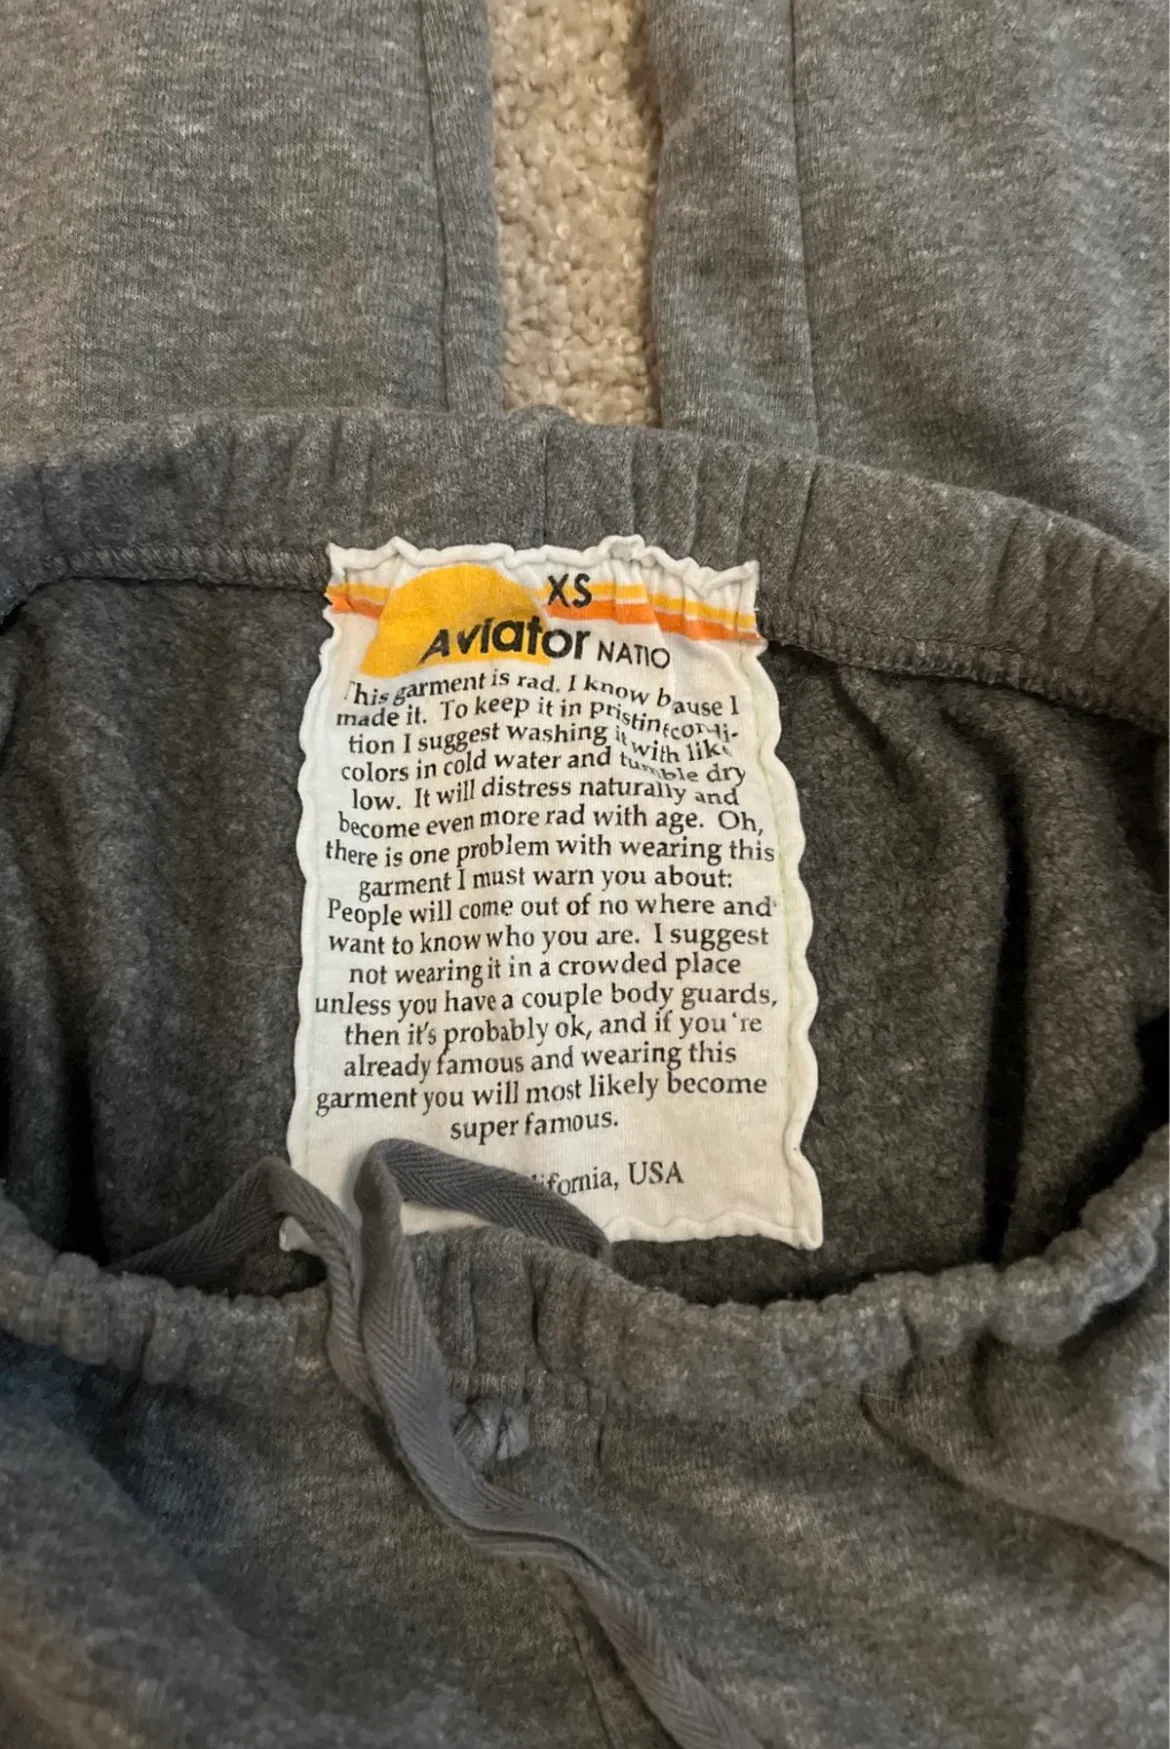 XS
Aviator NATIO
This garment is rad. I know bause I
made it. To keep it in pristine condi-
tion I suggest washing it with like
colors in cold water and tumble dry
low. It will distress naturally and
become even more rad with age. Oh,
there is one problem with wearing this
garment I must warn you about:
People will come out of no where and
want to know who you are. I suggest
not wearing it in a crowded place
unless you have a couple body guards,
then it's probably ok, and if you're
already famous and wearing this
garment you will most likely become
super famous.
ifornia, USA